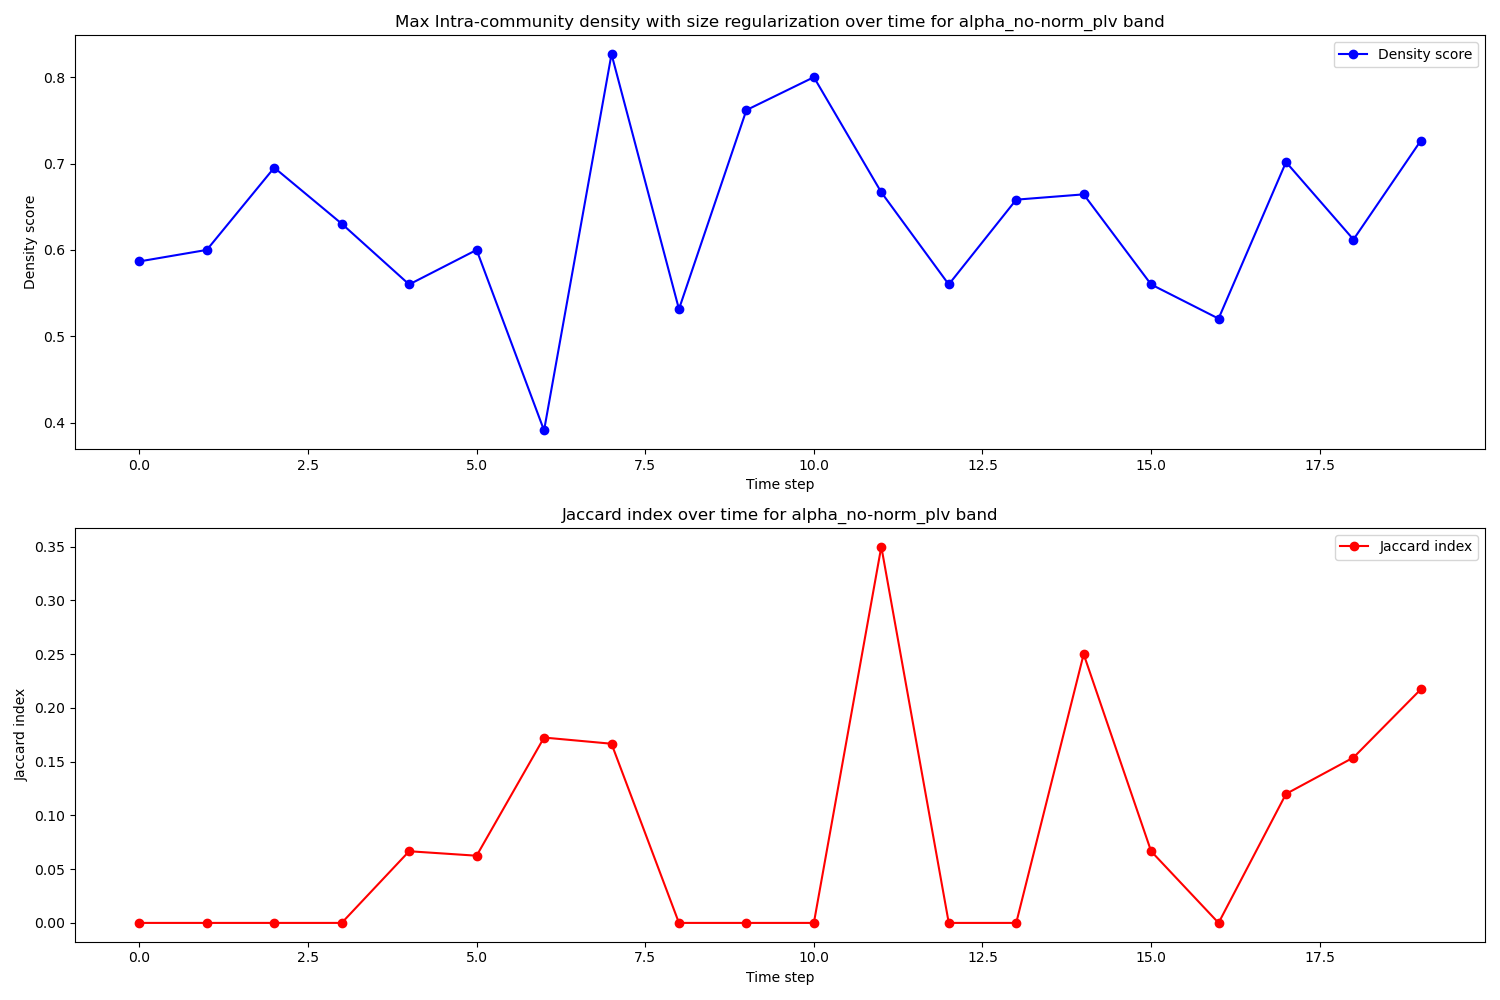 Max Intra-community density with size regularization over time for alpha_no-norm_plv band
Density score
0.8
0.7
0.6
0.5
0.4
Density score
0.0 2.5 5.0 7.5 10.0 12.5 15.0 17.5
Time step
Jaccard index over time for alpha_no-norm_plv band
Jaccard index
0.35
0.30
0.25
0.20
0.15
0.10
0.05
0.00
Jaccard index
0.0 2.5 5.0 7.5 10.0 12.5 15.0 17.5
Time step